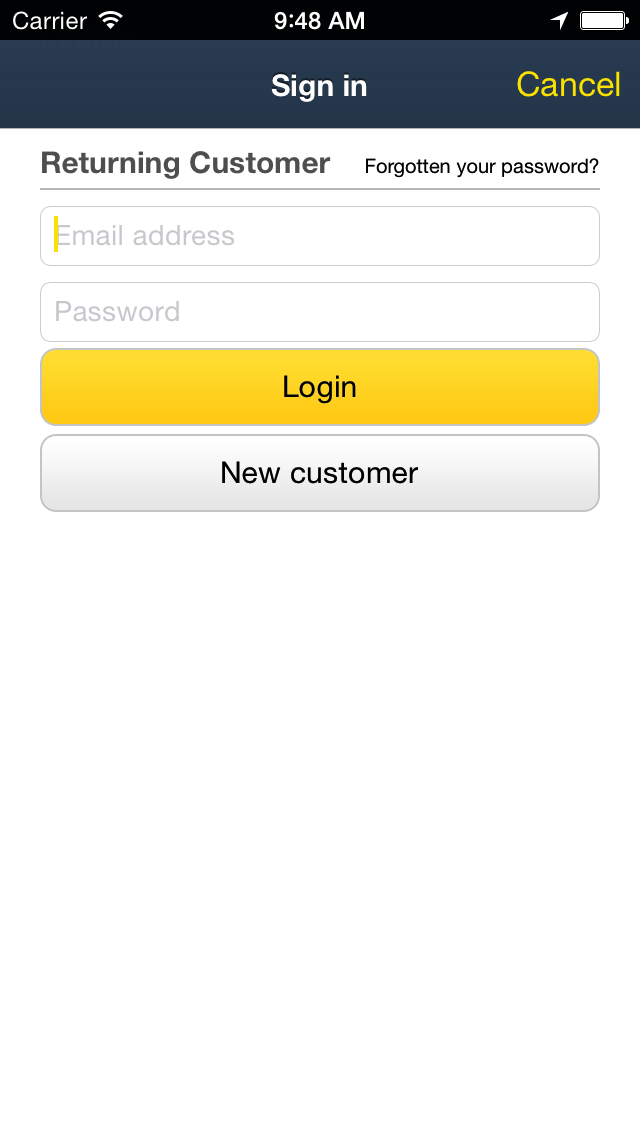 Carrier 9:48 AM
Sign in Cancel
Returning Customer Forgotten your password?
Email address
Password
Login
New customer